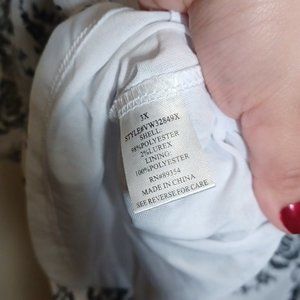 3X
STYLE#VW32849X
SHELL:
98%POLYESTER
2%LUREX
LINING:
100%POLYESTER
RN#89354
MADE IN CHINA
SEE REVERSE FOR CARE